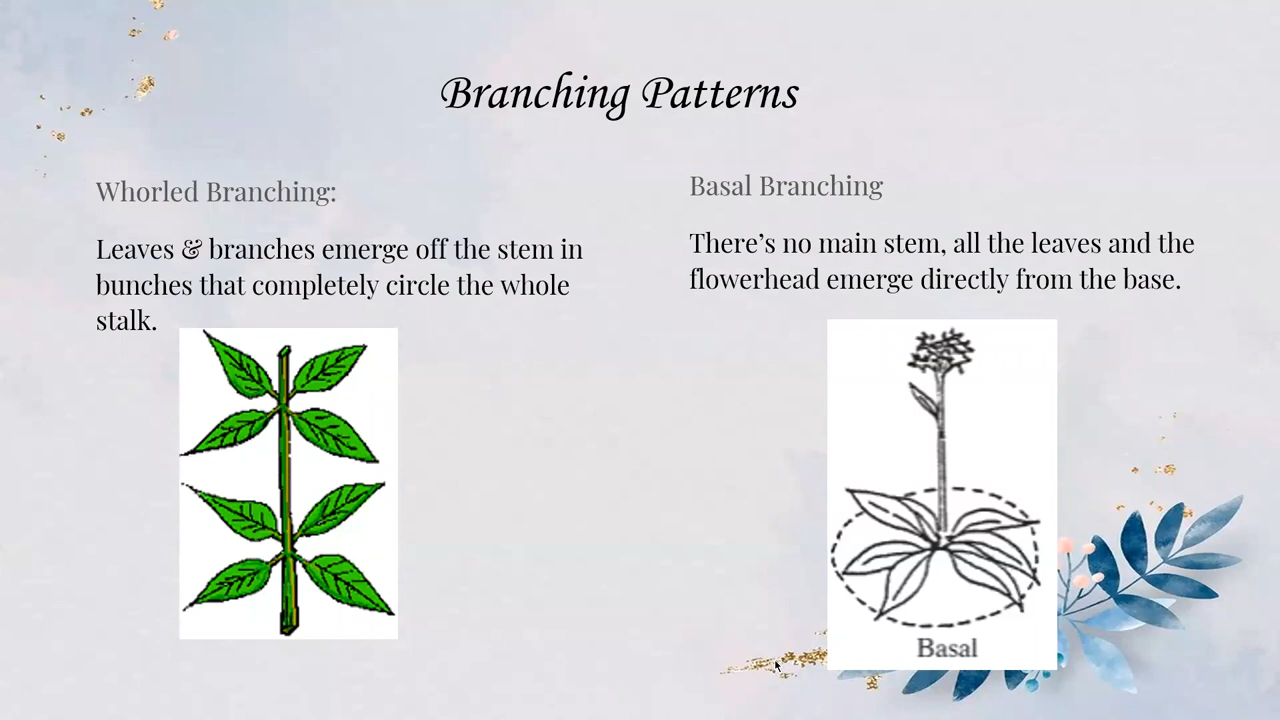 Branching Patterns
Whorled Branching:
Leaves & branches emerge off the stem in
bunches that completely circle the whole
stalk.
Basal Branching
There’s no main stem, all the leaves and the
flowerhead emerge directly from the base.
Basal